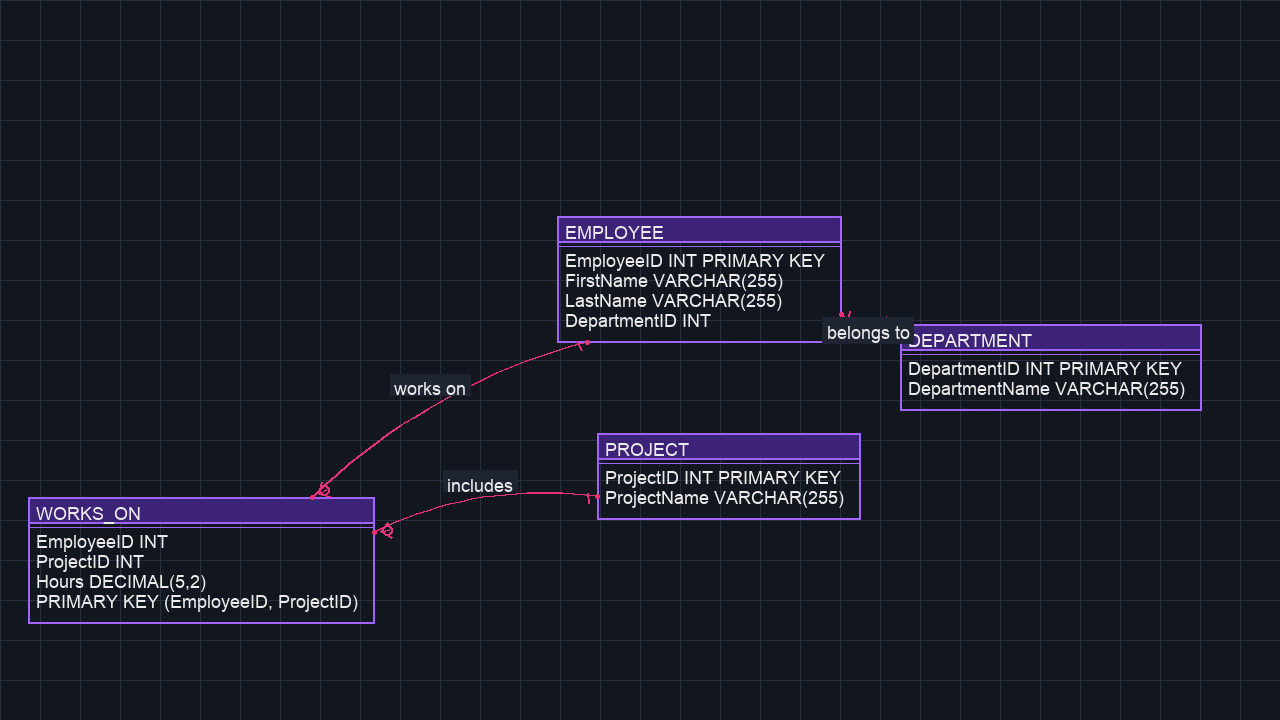 EMPLOYEE
EmployeeID INT PRIMARY KEY
FirstName VARCHAR(255)
LastName VARCHAR(255)
DepartmentID INT
belongs to
DEPARTMENT
DepartmentID INT PRIMARY KEY
DepartmentName VARCHAR(255)
works on
PROJECT
ProjectID INT PRIMARY KEY
ProjectName VARCHAR(255)
includes
WORKS_ON
EmployeeID INT
ProjectID INT
Hours DECIMAL(5,2)
PRIMARY KEY (EmployeeID, ProjectID)